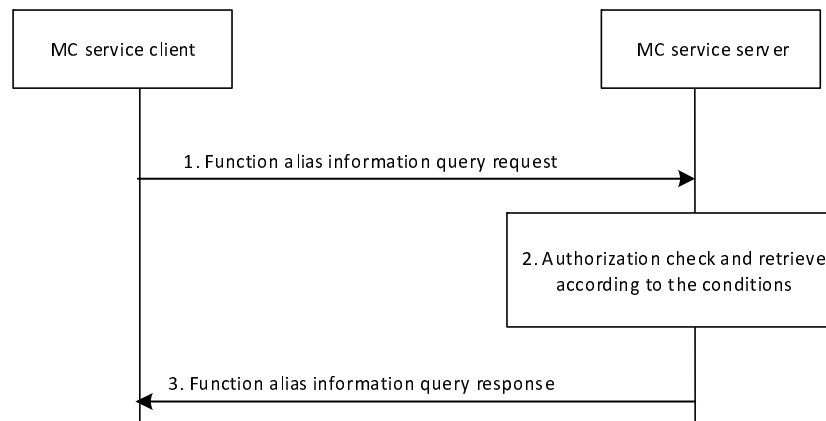 MC service client
MC service server
1. Function alias information query request
2. Authorization check and retrieve
according to the conditions
3. Function alias information query response